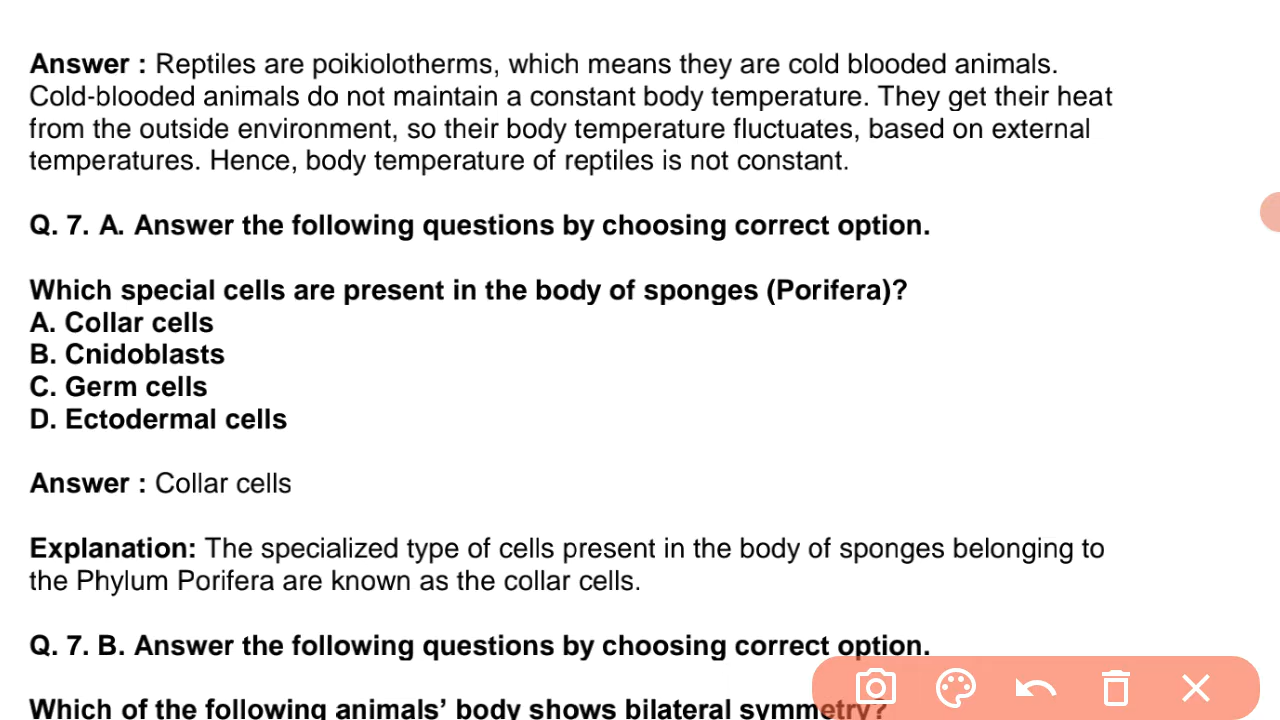 Answer : Reptiles are poikiolotherms, which means they are cold blooded animals.
Cold-blooded animals do not maintain a constant body temperature. They get their heat
from the outside environment, so their body temperature fluctuates, based on external
temperatures. Hence, body temperature of reptiles is not constant.
Q. 7. A. Answer the following questions by choosing correct option.
Which special cells are present in the body of sponges (Porifera)?
A. Collar cells
B. Cnidoblasts
C. Germ cells
D. Ectodermal cells
Answer : Collar cells
Explanation: The specialized type of cells present in the body of sponges belonging to
the Phylum Porifera are known as the collar cells.
Q. 7. B. Answer the following questions by choosing correct option.
Which of the following animals’ body shows bilateral symmetry?